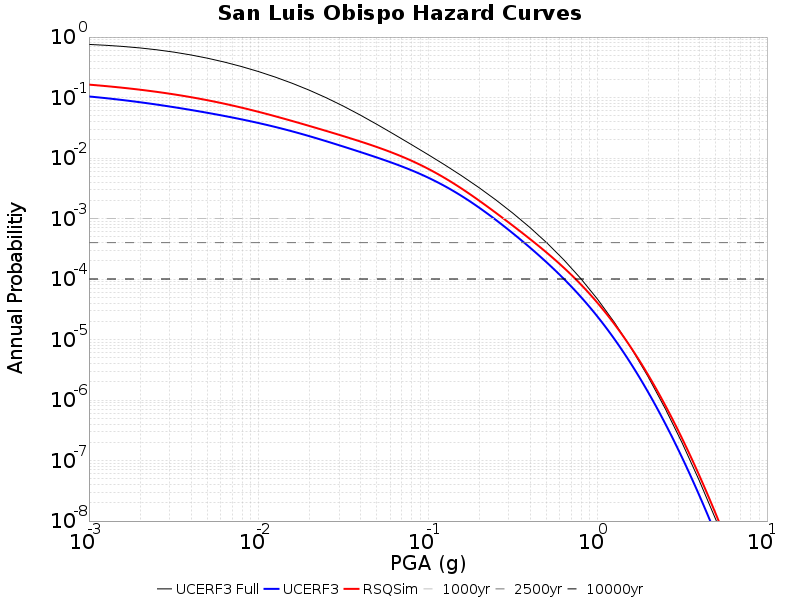 San Luis Obispo Hazard Curves
10^0
10^-1
10^-2
10^-3
10^-4
10^-5
10^-6
10^-7
10^-8
Annual Probabilitiy
10^-3 10^-2 10^-1 10^0 10^1
PGA (g)
UCERF3 Full UCERF3 RSQSim 1000yr 2500yr 10000yr